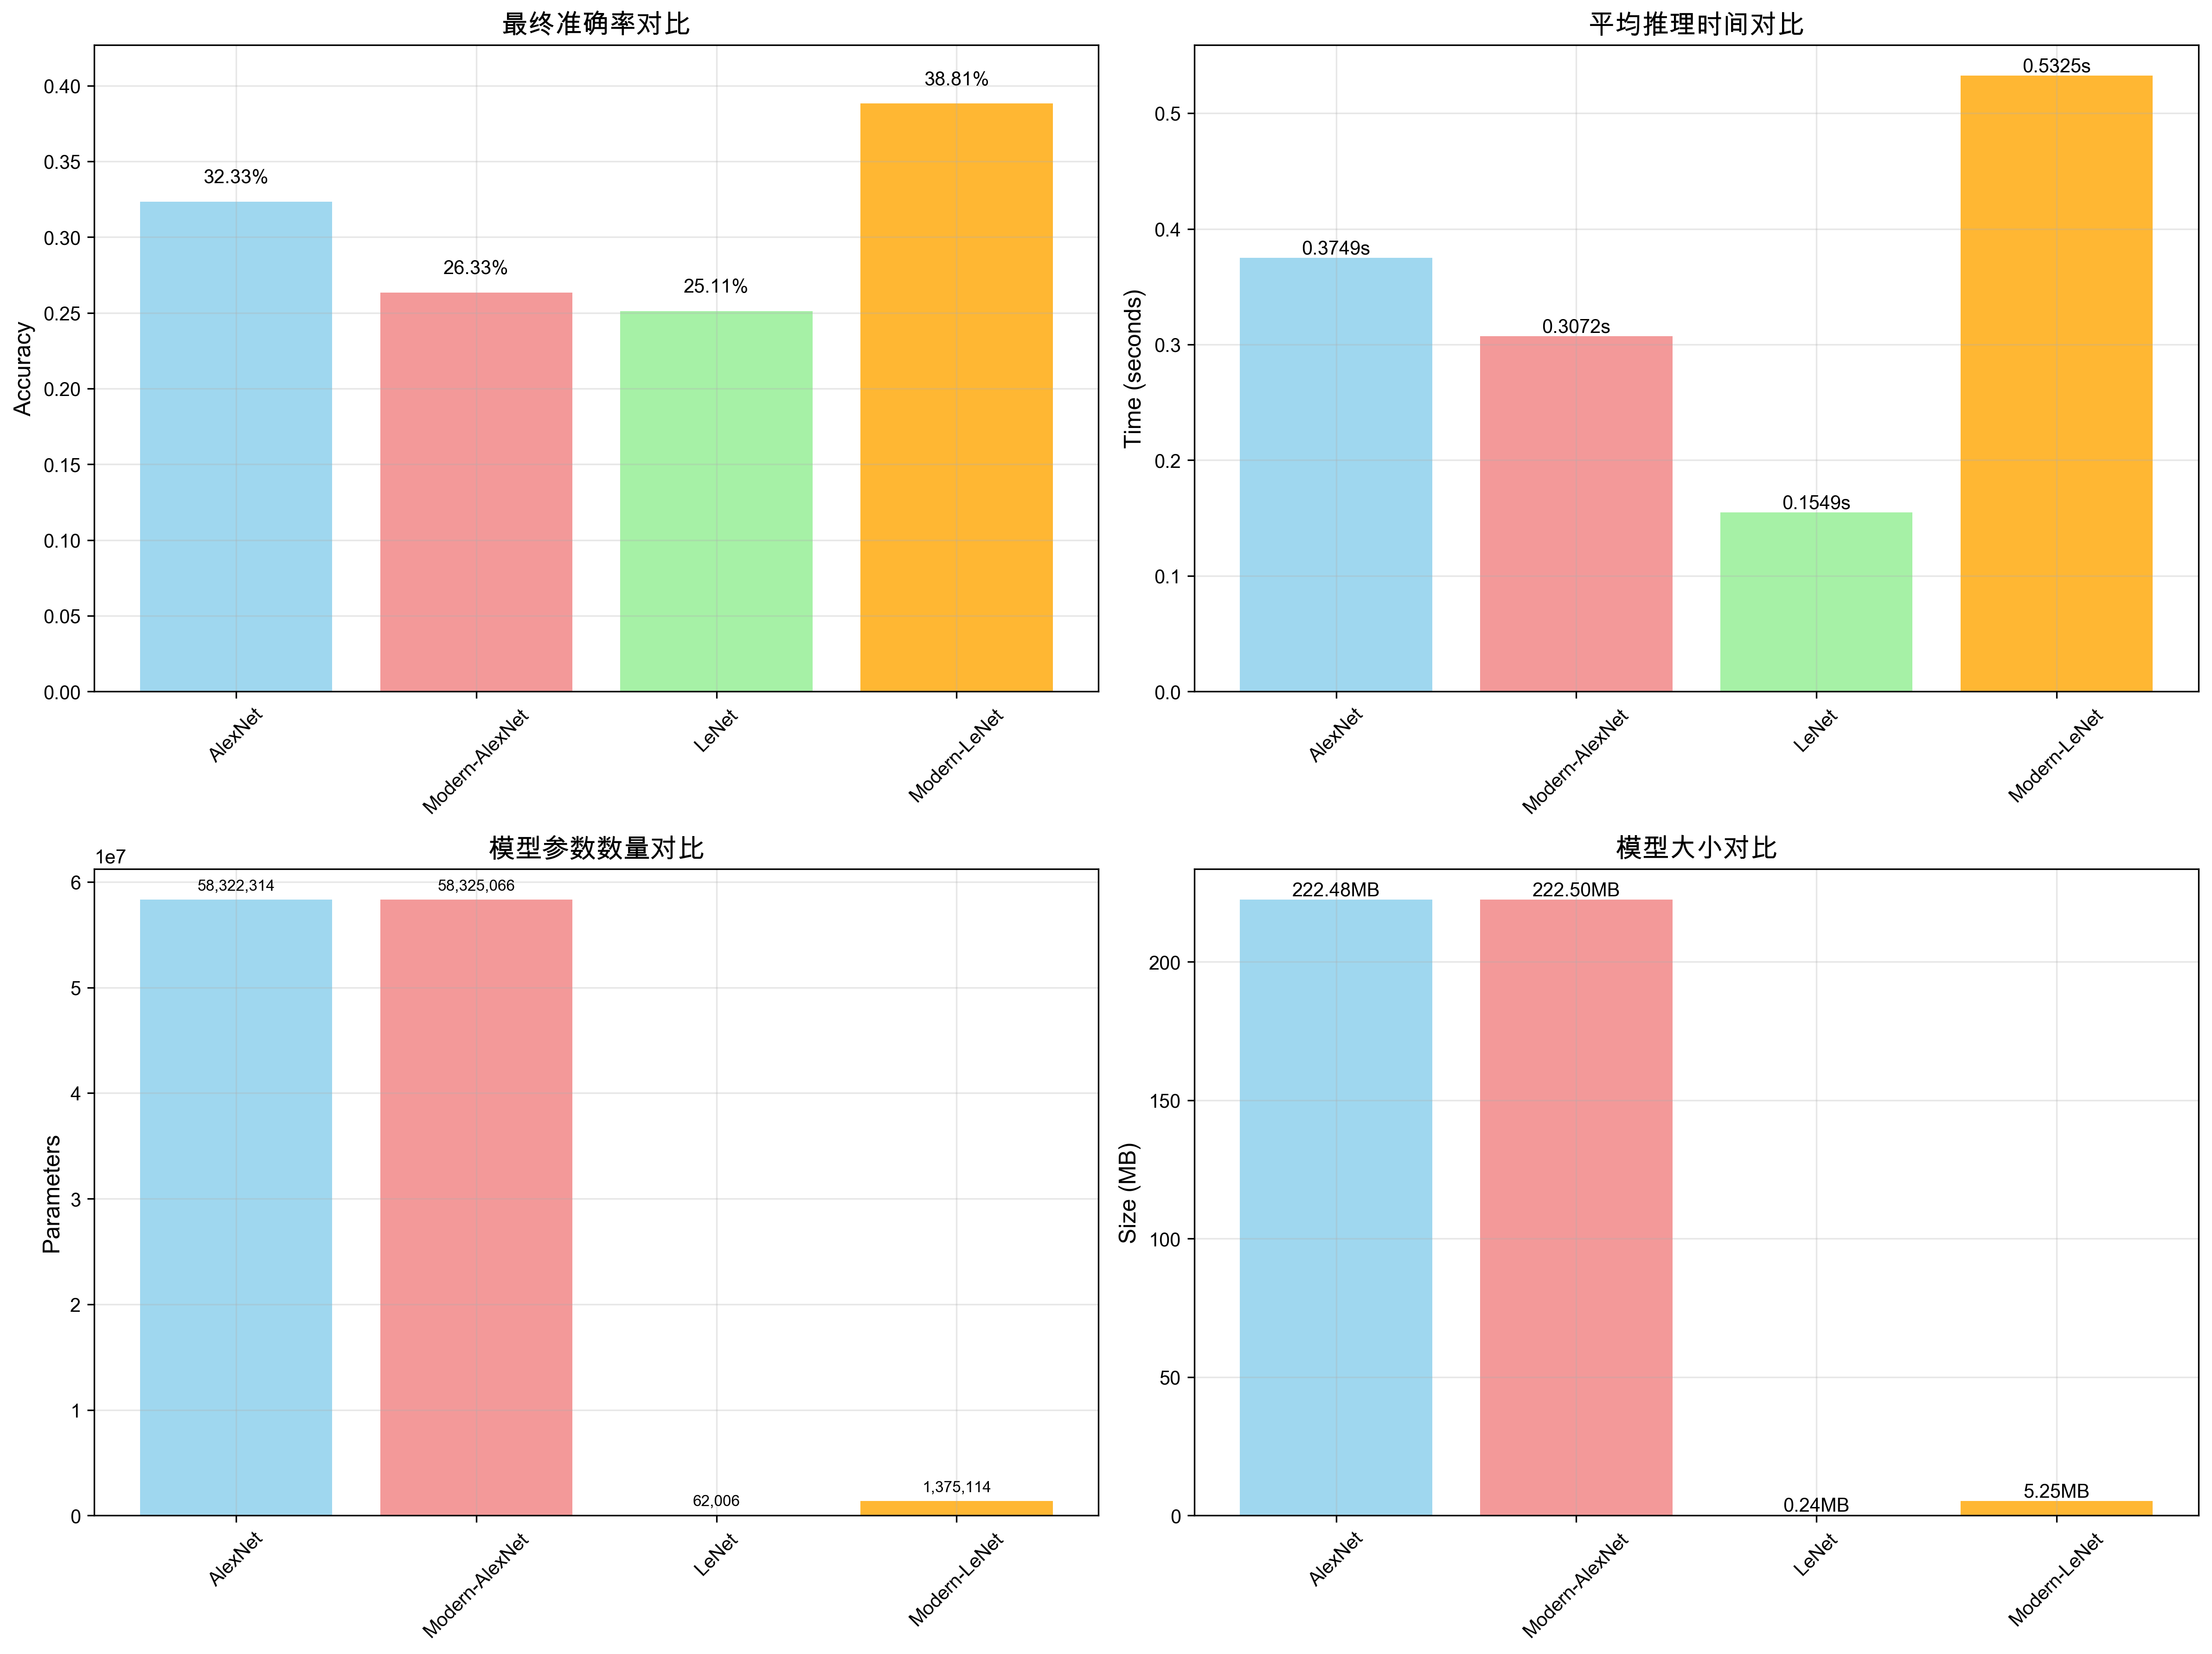 最终准确率对比
Accuracy
0.40
0.35
0.30
0.25
0.20
0.15
0.10
0.05
0.00
32.33%
26.33%
25.11%
38.81%
AlexNet
Modern-AlexNet
LeNet
Modern-LeNet
平均推理时间对比
Time (seconds)
0.5
0.4
0.3
0.2
0.1
0.0
0.3749s
0.3072s
0.1549s
0.5325s
AlexNet
Modern-AlexNet
LeNet
Modern-LeNet
模型参数数量对比
1e7
Parameters
6
5
4
3
2
1
0
58,322,314
58,325,066
62,006
1,375,114
AlexNet
Modern-AlexNet
LeNet
Modern-LeNet
模型大小对比
Size (MB)
200
150
100
50
0
222.48MB
222.50MB
0.24MB
5.25MB
AlexNet
Modern-AlexNet
LeNet
Modern-LeNet